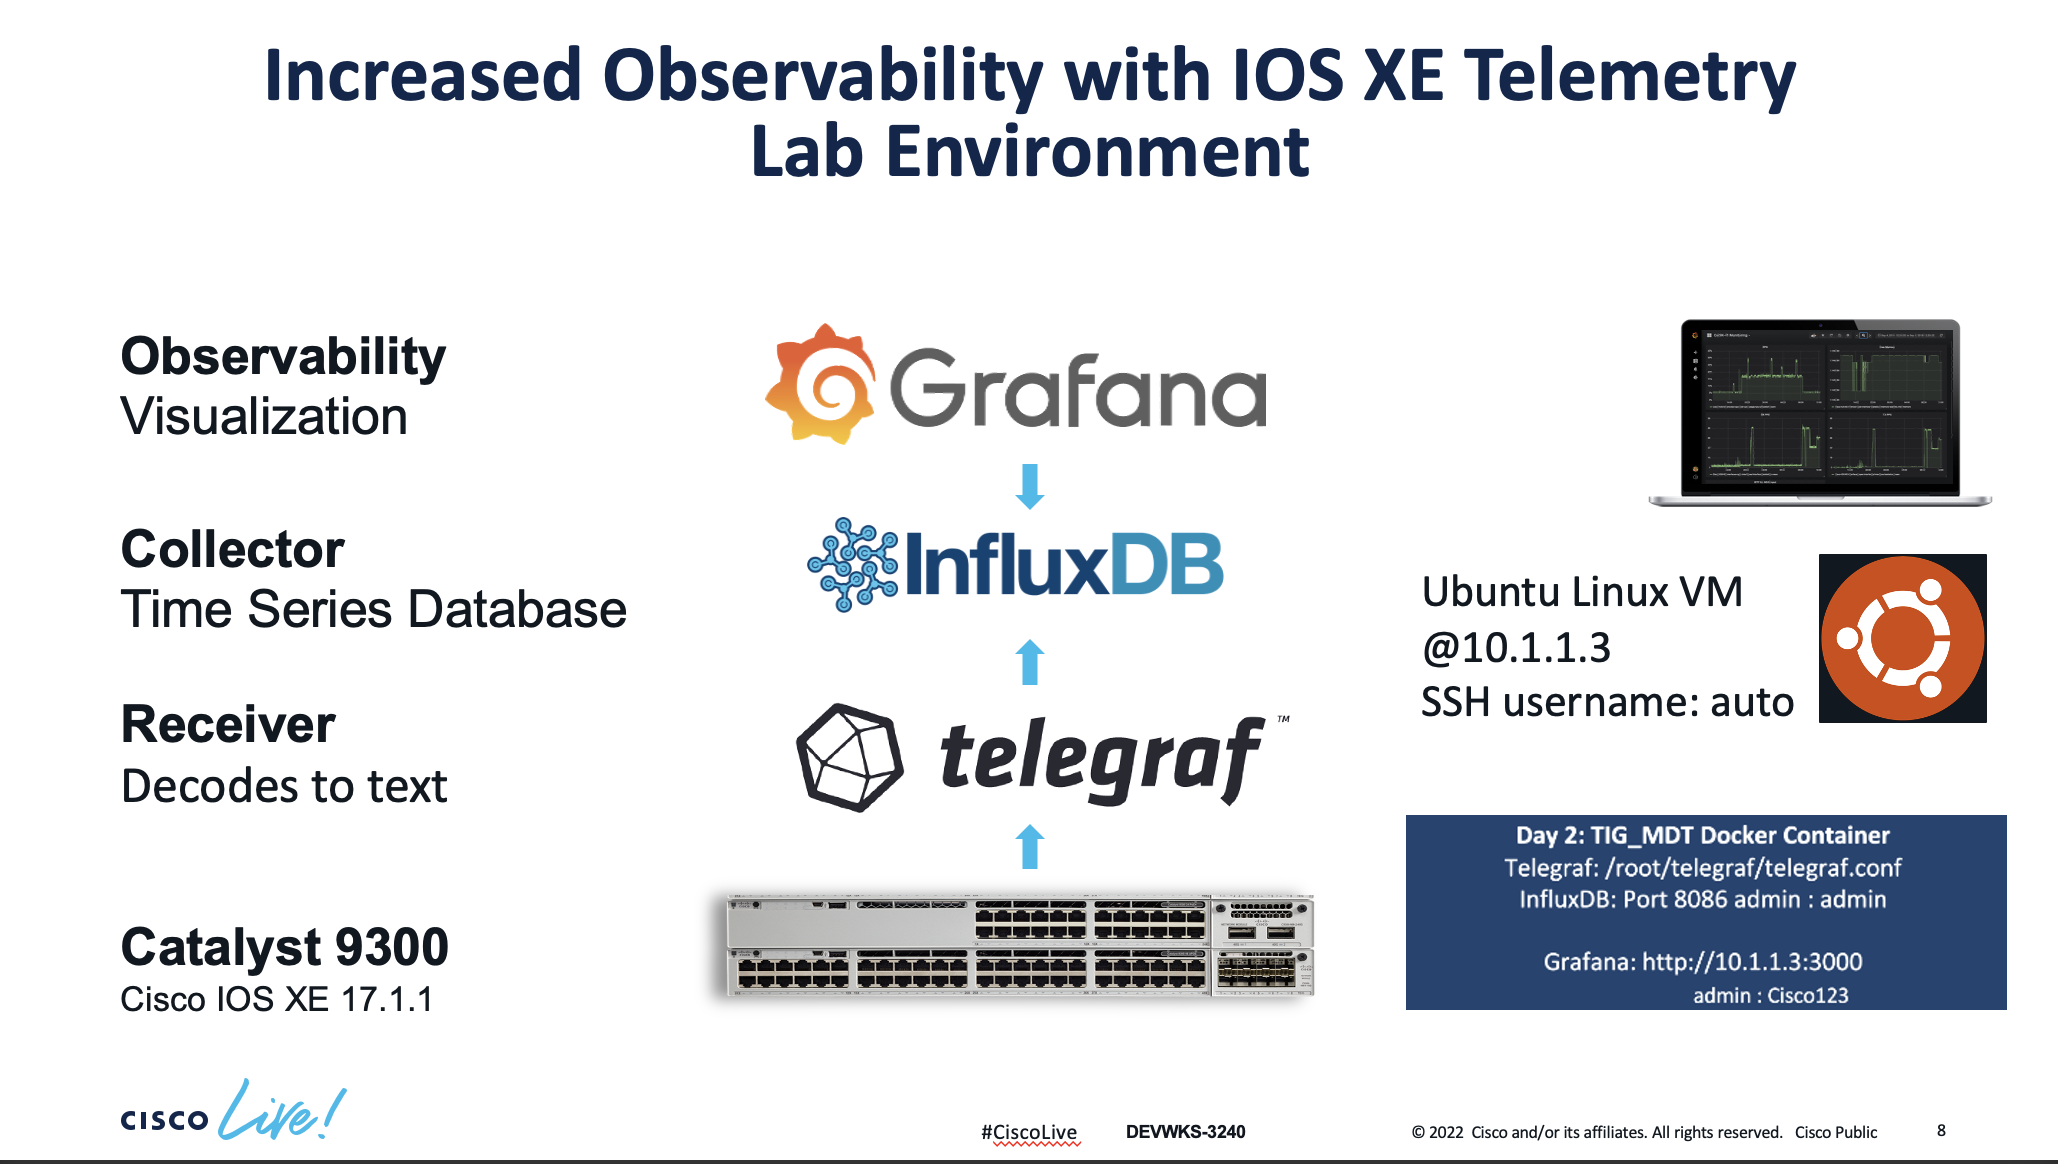 Increased Observability with IOS XE Telemetry
Lab Environment
Observability
Visualization
Grafana
Collector
Time Series Database
InfluxDB
Ubuntu Linux VM
@10.1.1.3
SSH username: auto
Receiver
Decodes to text
telegraf ™
Day 2: TIG_MDT Docker Container
Telegraf: /root/telegraf/telegraf.conf
InfluxDB: Port 8086 admin : admin
Grafana: http://10.1.1.3:3000
admin : Cisco123
Catalyst 9300
Cisco IOS XE 17.1.1
CISCO Live!
#CiscoLive
DEVWKS-3240
© 2022 Cisco and/or its affiliates. All rights reserved. Cisco Public
8